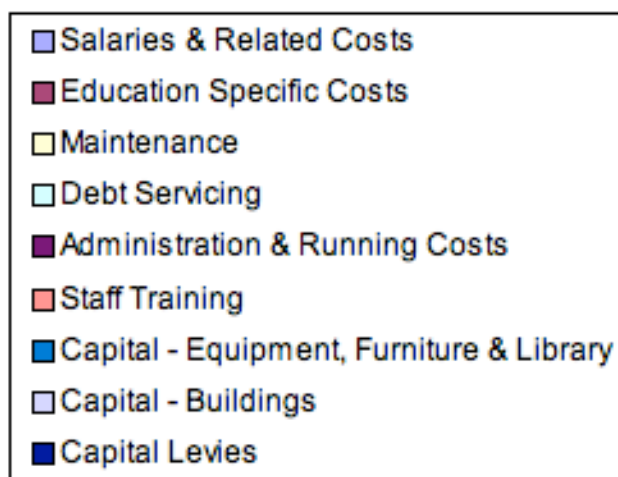 Salaries & Related Costs
Education Specific Costs
Maintenance
Debt Servicing
Administration & Running Costs
Staff Training
Capital - Equipment, Furniture & Library
Capital - Buildings
Capital Levies